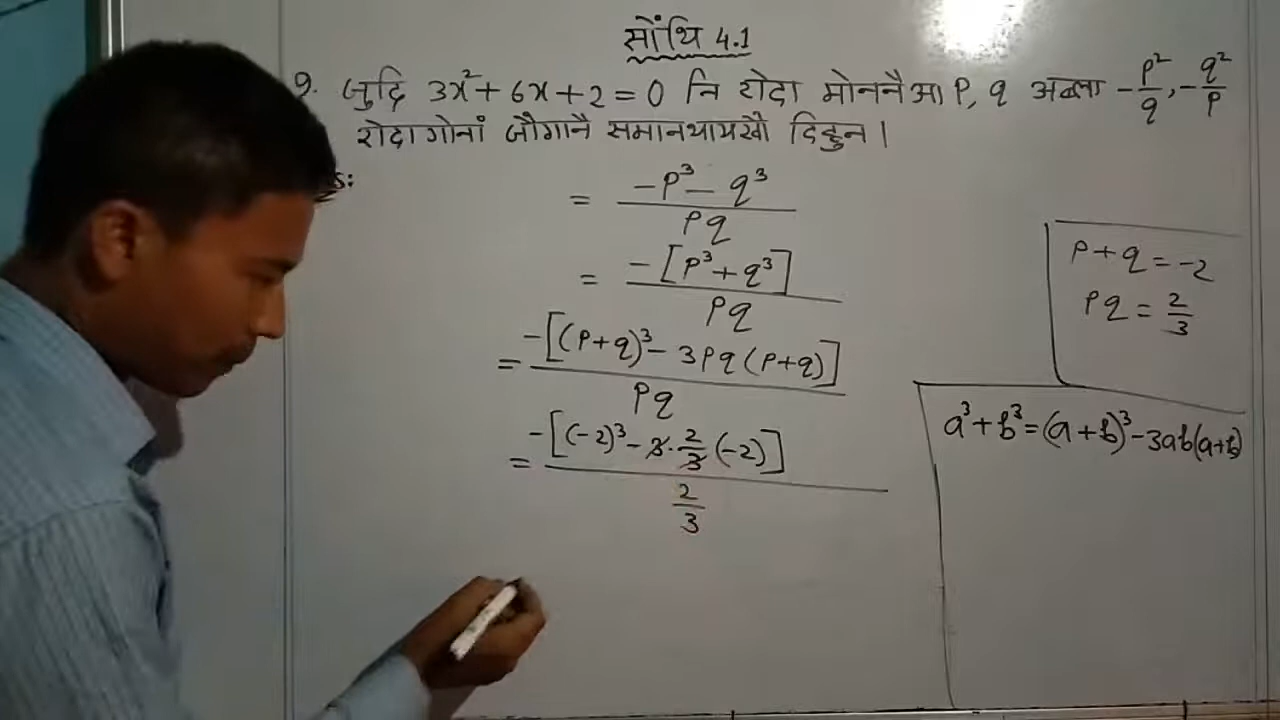 सोंथि 4.1
9. जुदि 3x²+6x+2=0 नि रोदा मोननैआ P, q अब्ला -p²/q, -q²/p
रोदा गोनां जौगानै समानथायखौ दिहुन।
s:
= (-p³-q³)/pq
= -[p³+q³]/pq
= -[(p+q)³-3pq(p+q)]/pq
= -[(-2)³-3·2/3(-2)]/(2/3)
p+q=-2
pq=2/3
a³+b³=(a+b)³-3ab(a+b)